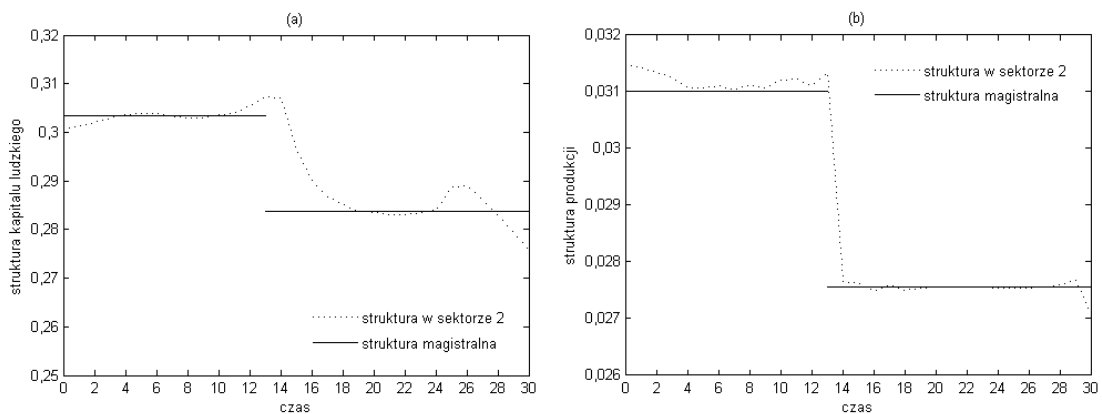 (a)
0,32
0,31
0,3
0,29
0,28
0,27
0,26
0,25
struktura kapitalu ludzkiego
struktura w sektorze 2
struktura magistralna
0 2 4 6 8 10 12 14 16 18 20 22 24 26 28 30
czas
(b)
0,032
0,031
0,03
0,029
0,028
0,027
0,026
struktura produkcji
struktura w sektorze 2
struktura magistralna
0 2 4 6 8 10 12 14 16 18 20 22 24 26 28 30
czas